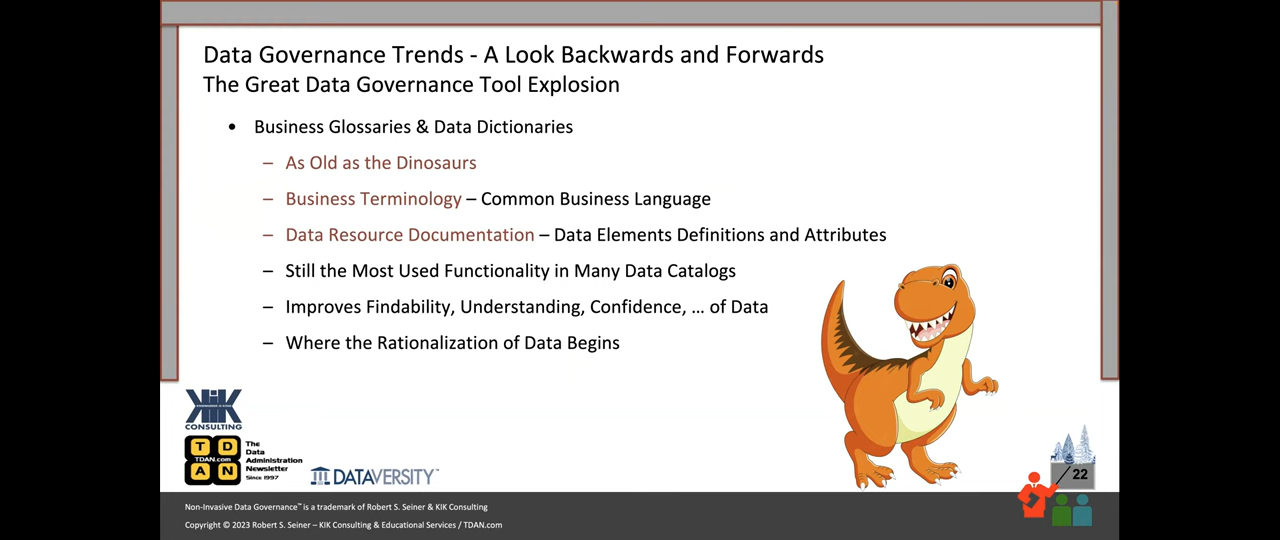 Data Governance Trends - A Look Backwards and Forwards
The Great Data Governance Tool Explosion
• Business Glossaries & Data Dictionaries
– As Old as the Dinosaurs
– Business Terminology – Common Business Language
– Data Resource Documentation – Data Elements Definitions and Attributes
– Still the Most Used Functionality in Many Data Catalogs
– Improves Findability, Understanding, Confidence, … of Data
– Where the Rationalization of Data Begins
KIK
CONSULTING
T D
TDAN.com
A N
The
Data
Administration
Newsletter
Since 1997
DATAVERSITY
22
Non-Invasive Data Governance™ is a trademark of Robert S. Seiner & KIK Consulting
Copyright © 2023 Robert S. Seiner – KIK Consulting & Educational Services / TDAN.com